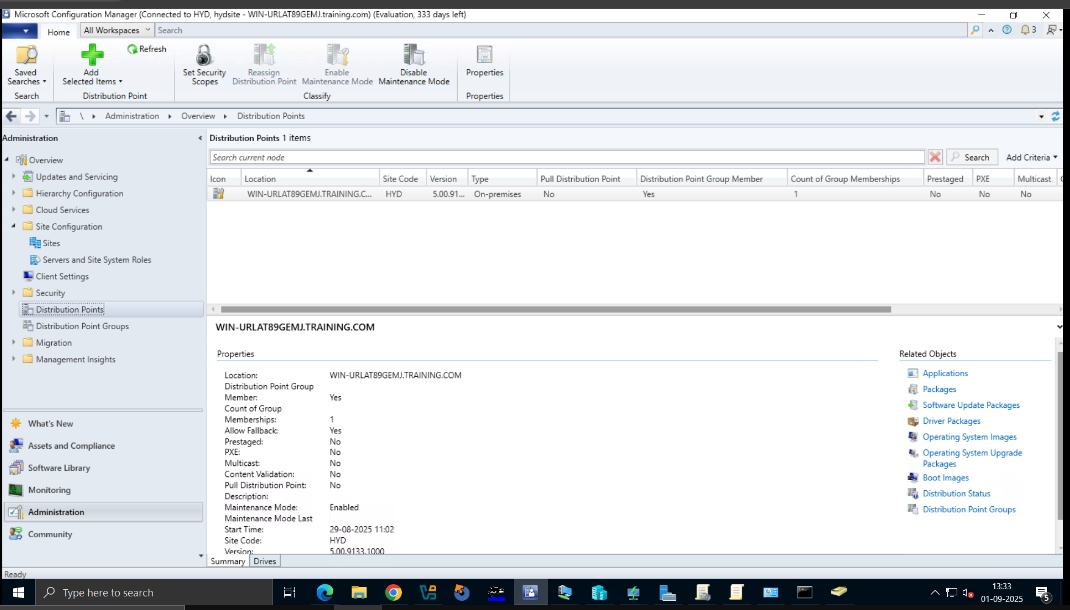 Microsoft Configuration Manager (Connected to HYD, hydsite - WIN-URLAT89GEMJ.training.com) (Evaluation, 333 days left)
Home All Workspaces Search 3
Refresh
Saved Searches
Add Selected Items
Set Security Scopes
Reassign Distribution Point
Enable Maintenance Mode
Disable Maintenance Mode
Properties
Search Distribution Point Classify Properties
\ Administration Overview Distribution Points
Administration
Overview
Updates and Servicing
Hierarchy Configuration
Cloud Services
Site Configuration
Sites
Servers and Site System Roles
Client Settings
Security
Distribution Points
Distribution Point Groups
Migration
Management Insights
What's New
Assets and Compliance
Software Library
Monitoring
Administration
Community
Distribution Points 1 items
Search current node Search Add Criteria
Icon Location Site Code Version Type Pull Distribution Point Distribution Point Group Member Count of Group Memberships Prestaged PXE Multicast
WIN-URLAT89GEMJ.TRAINING.C... HYD 5.00.91... On-premises No Yes 1 No No No
WIN-URLAT89GEMJ.TRAINING.COM
Properties
Location: WIN-URLAT89GEMJ.TRAINING.COM
Distribution Point Group
Member: Yes
Count of Group
Memberships: 1
Allow Fallback: Yes
Prestaged: No
PXE: No
Multicast: No
Content Validation: No
Pull Distribution Point: No
Description:
Maintenance Mode: Enabled
Maintenance Mode Last
Start Time: 29-08-2025 11:02
Site Code: HYD
Version: 5.00.9133.1000
Related Objects
Applications
Packages
Software Update Packages
Driver Packages
Operating System Images
Operating System Upgrade
Packages
Boot Images
Distribution Status
Distribution Point Groups
Summary Drives
Ready
Type here to search
13:33
01-09-2025
5